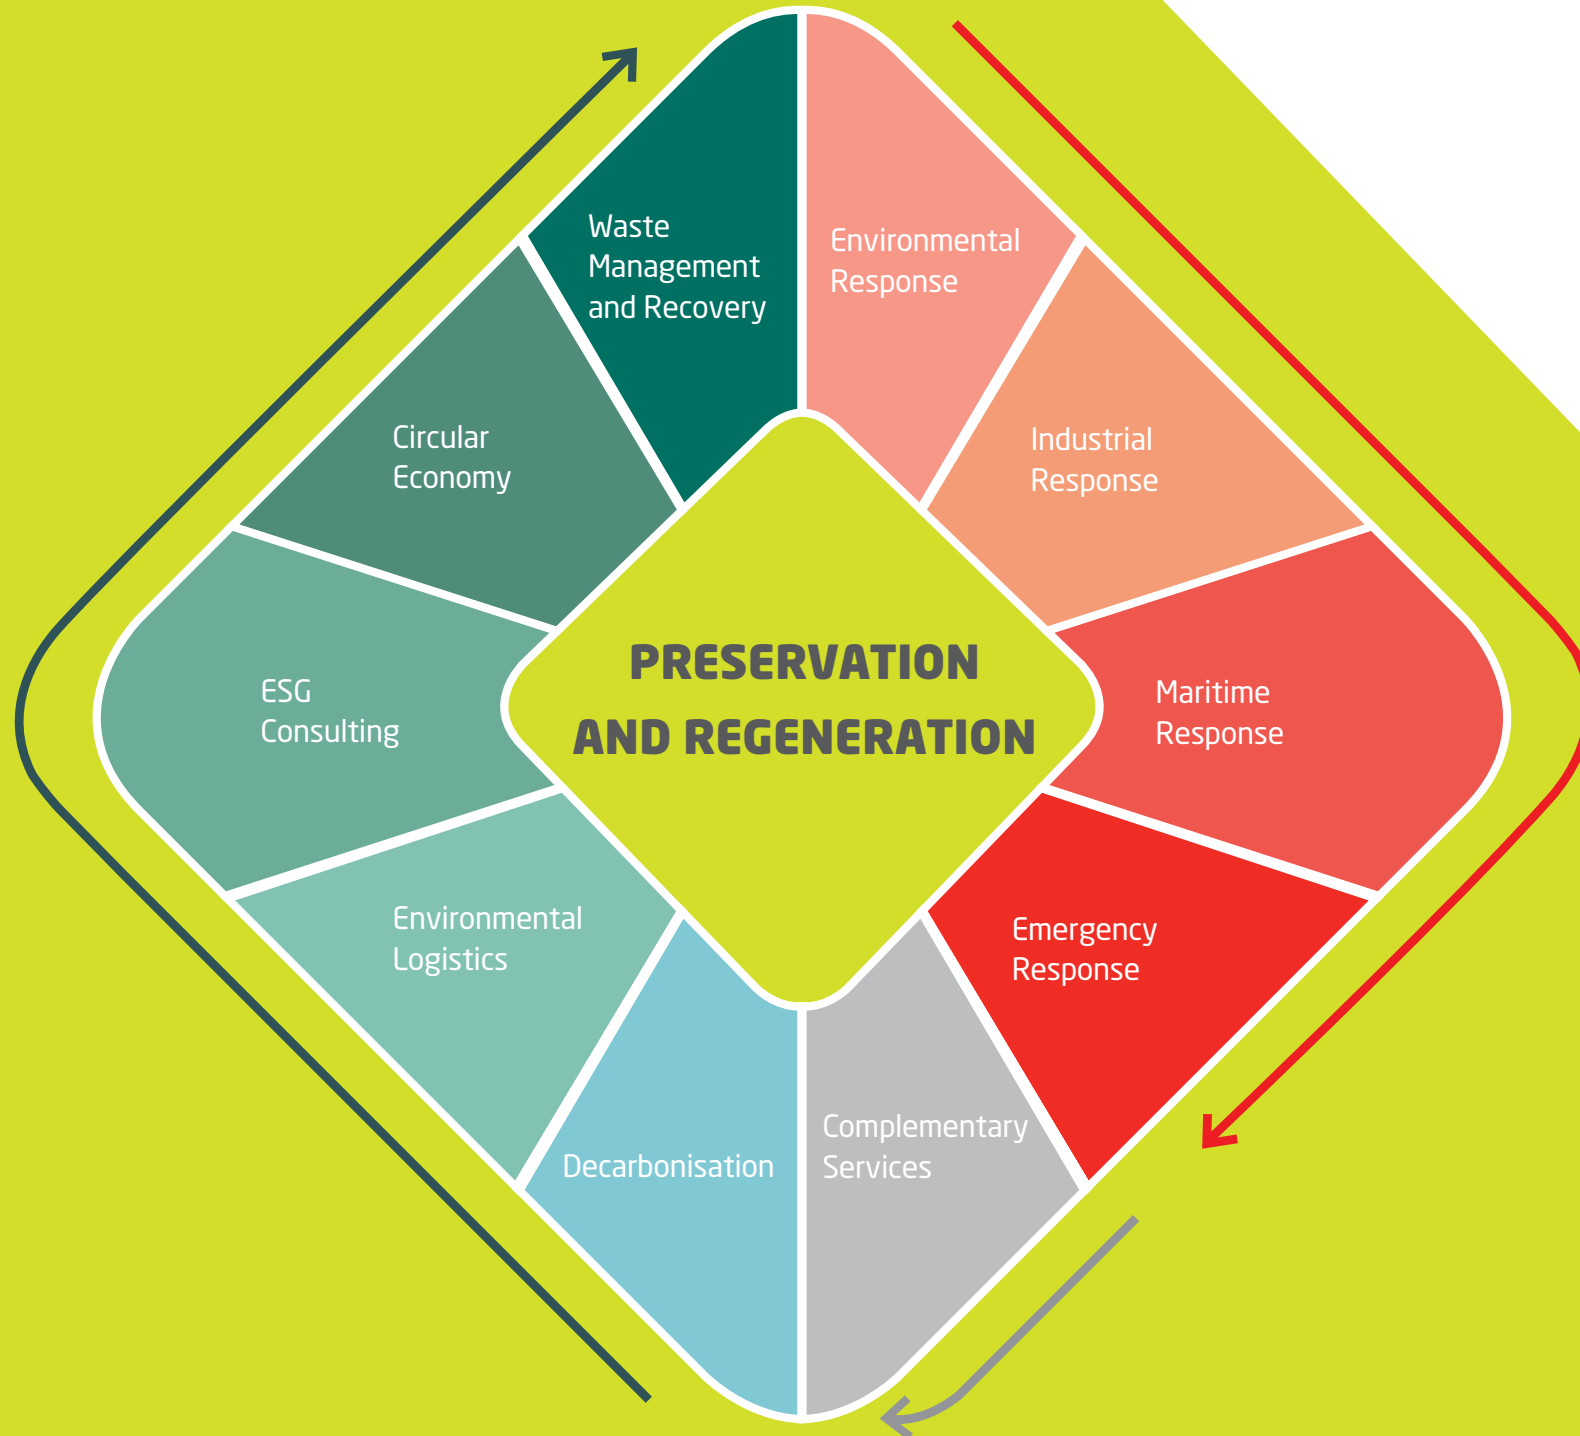 Waste
Management
and Recovery
Environmental
Response
Industrial
Response
Maritime
Response
Emergency
Response
Complementary
Services
Decarbonisation
Environmental
Logistics
ESG
Consulting
Circular
Economy
PRESERVATION
AND REGENERATION